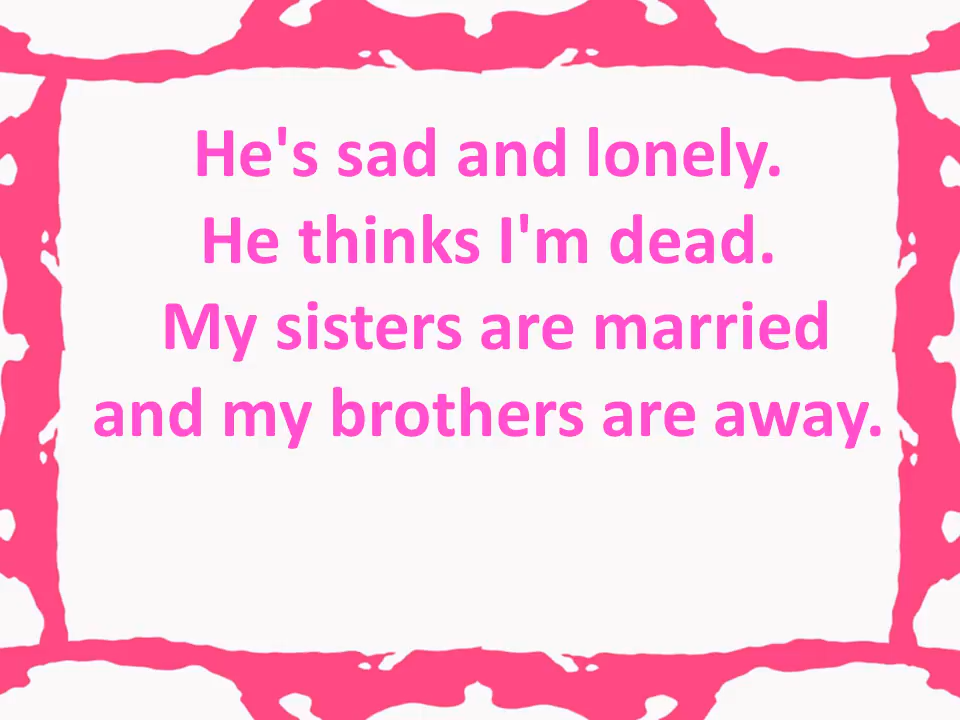 He's sad and lonely.
He thinks I'm dead.
My sisters are married
and my brothers are away.